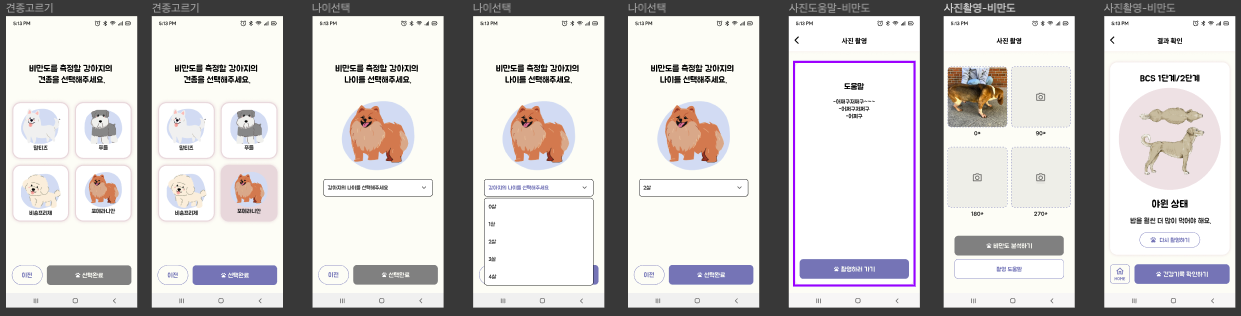 견종고르기
5:13 PM
비만도를 측정할 강아지의
견종을 선택해주세요.
말티즈
푸들
비숑프리제
포메라니안
이전
선택완료
견종고르기
5:13 PM
비만도를 측정할 강아지의
견종을 선택해주세요.
말티즈
푸들
비숑프리제
포메라니안
이전
선택완료
나이선택
5:13 PM
비만도를 측정할 강아지의
나이를 선택해주세요.
강아지의 나이를 선택해주세요
이전
선택완료
나이선택
5:13 PM
비만도를 측정할 강아지의
나이를 선택해주세요.
강아지의 나이를 선택해주세요
0살
1살
2살
3살
4살
나이선택
5:13 PM
비만도를 측정할 강아지의
나이를 선택해주세요.
2살
이전
선택완료
사진도움말-비만도
5:13 PM
사진 촬영
도움말
-어쩌구저쩌구~~~
-어쩌구저쩌구
-어쩌구
촬영하러 가기
사진촬영-비만도
5:13 PM
사진 촬영
0°
90°
180°
270°
비만도 분석하기
촬영 도움말
사진촬영-비만도
5:13 PM
결과 확인
BCS 1단계/2단계
야윈 상태
밥을 훨씬 더 많이 먹어야 해요.
다시 촬영하기
HOME
건강기록 확인하기